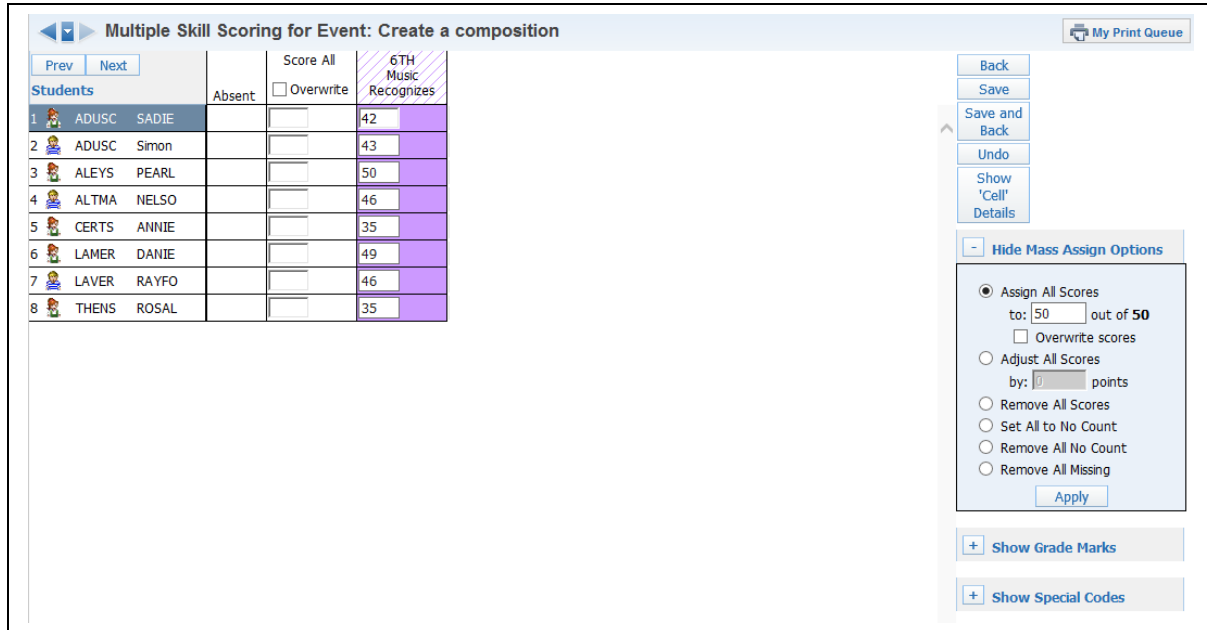 Multiple Skill Scoring for Event: Create a composition
My Print Queue
Prev Next
Students
Absent
Score All
Overwrite
6TH
Music
Recognizes
1 ADUSC SADIE 42
2 ADUSC Simon 43
3 ALEYS PEARL 50
4 ALTMA NELSO 46
5 CERTS ANNIE 35
6 LAMER DANIE 49
7 LAVER RAYFO 46
8 THENS ROSAL 35
Back
Save
Save and
Back
Undo
Show
'Cell'
Details
- Hide Mass Assign Options
Assign All Scores
to: 50 out of 50
Overwrite scores
Adjust All Scores
by: 0 points
Remove All Scores
Set All to No Count
Remove All No Count
Remove All Missing
Apply
+ Show Grade Marks
+ Show Special Codes